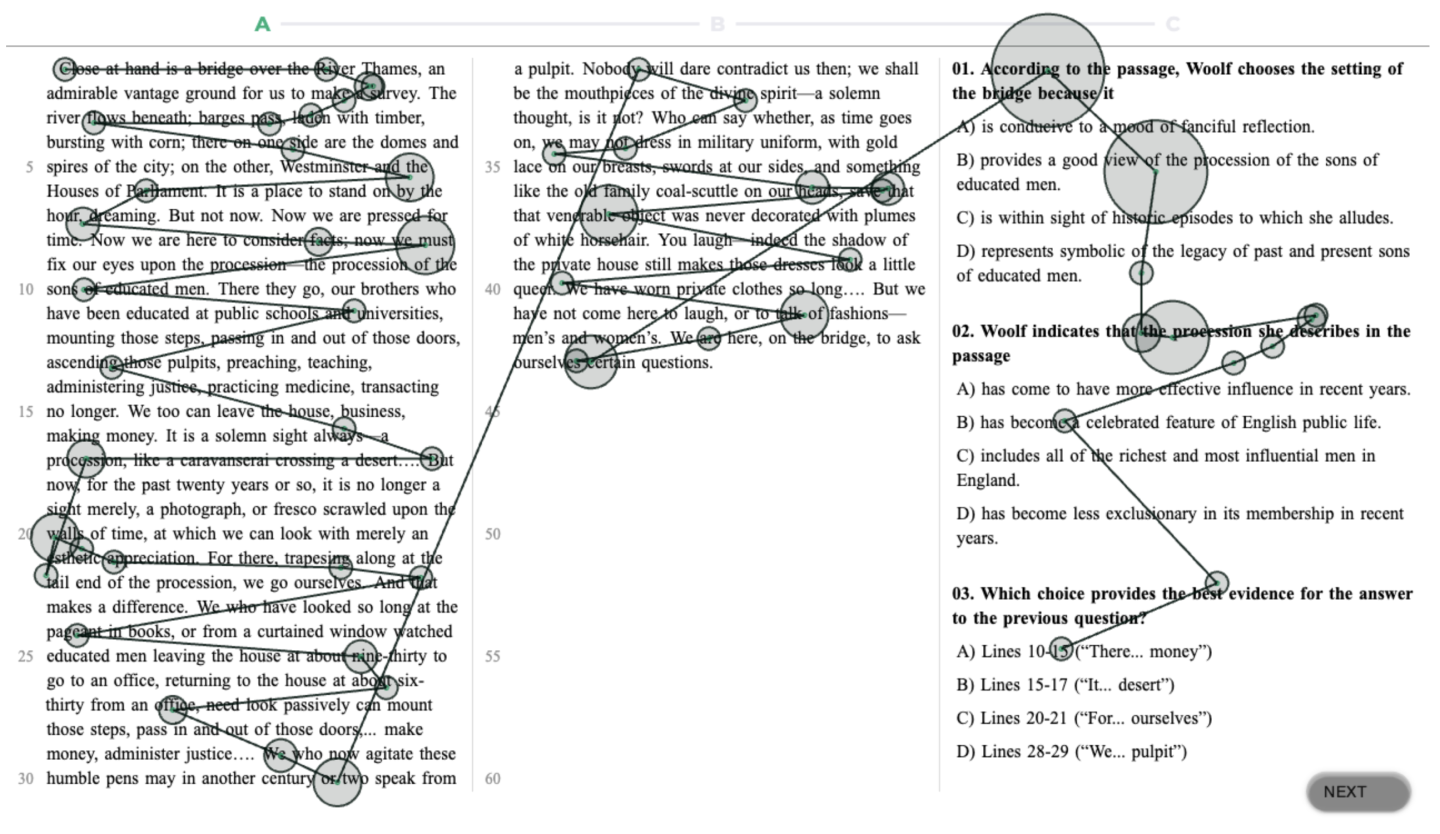 A B C
Close at hand is a bridge over the River Thames, an
admirable vantage ground for us to make a survey. The
river flows beneath; barges pass, laden with timber,
bursting with corn; there on one side are the domes and
5 spires of the city; on the other, Westminster and the
Houses of Parliament. It is a place to stand on by the
hour, dreaming. But not now. Now we are pressed for
time. Now we are here to consider facts; now we must
fix our eyes upon the procession—the procession of the
10 sons of educated men. There they go, our brothers who
have been educated at public schools and universities,
mounting those steps, passing in and out of those doors,
ascending those pulpits, preaching, teaching,
administering justice, practicing medicine, transacting
15 no longer. We too can leave the house, business,
making money. It is a solemn sight always—a
procession, like a caravanserai crossing a desert.… But
now, for the past twenty years or so, it is no longer a
sight merely, a photograph, or fresco scrawled upon the
20 walls of time, at which we can look with merely an
esthetic appreciation. For there, trapesing along at the
tail end of the procession, we go ourselves. And that
makes a difference. We who have looked so long at the
pageant in books, or from a curtained window watched
25 educated men leaving the house at about nine-thirty to
go to an office, returning to the house at about six-
thirty from an office, need look passively can mount
those steps, pass in and out of those doors,... make
money, administer justice.… We who now agitate these
30 humble pens may in another century or two speak from
a pulpit. Nobody will dare contradict us then; we shall
be the mouthpieces of the divine spirit—a solemn
thought, is it not? Who can say whether, as time goes
on, we may not dress in military uniform, with gold
35 lace on our breasts, swords at our sides, and something
like the old family coal-scuttle on our heads, save that
that venerable object was never decorated with plumes
of white horsehair. You laugh—indeed the shadow of
the private house still makes those dresses look a little
40 queer. We have worn private clothes so long.… But we
have not come here to laugh, or to talk of fashions—
men’s and women’s. We are here, on the bridge, to ask
ourselves certain questions.
45
50
55
60
01. According to the passage, Woolf chooses the setting of
the bridge because it
A) is conducive to a mood of fanciful reflection.
B) provides a good view of the procession of the sons of
educated men.
C) is within sight of historic episodes to which she alludes.
D) represents symbolic of the legacy of past and present sons
of educated men.
02. Woolf indicates that the procession she describes in the
passage
A) has come to have more effective influence in recent years.
B) has become a celebrated feature of English public life.
C) includes all of the richest and most influential men in
England.
D) has become less exclusionary in its membership in recent
years.
03. Which choice provides the best evidence for the answer
to the previous question?
A) Lines 10-15 (“There... money”)
B) Lines 15-17 (“It... desert”)
C) Lines 20-21 (“For... ourselves”)
D) Lines 28-29 (“We... pulpit”)
NEXT